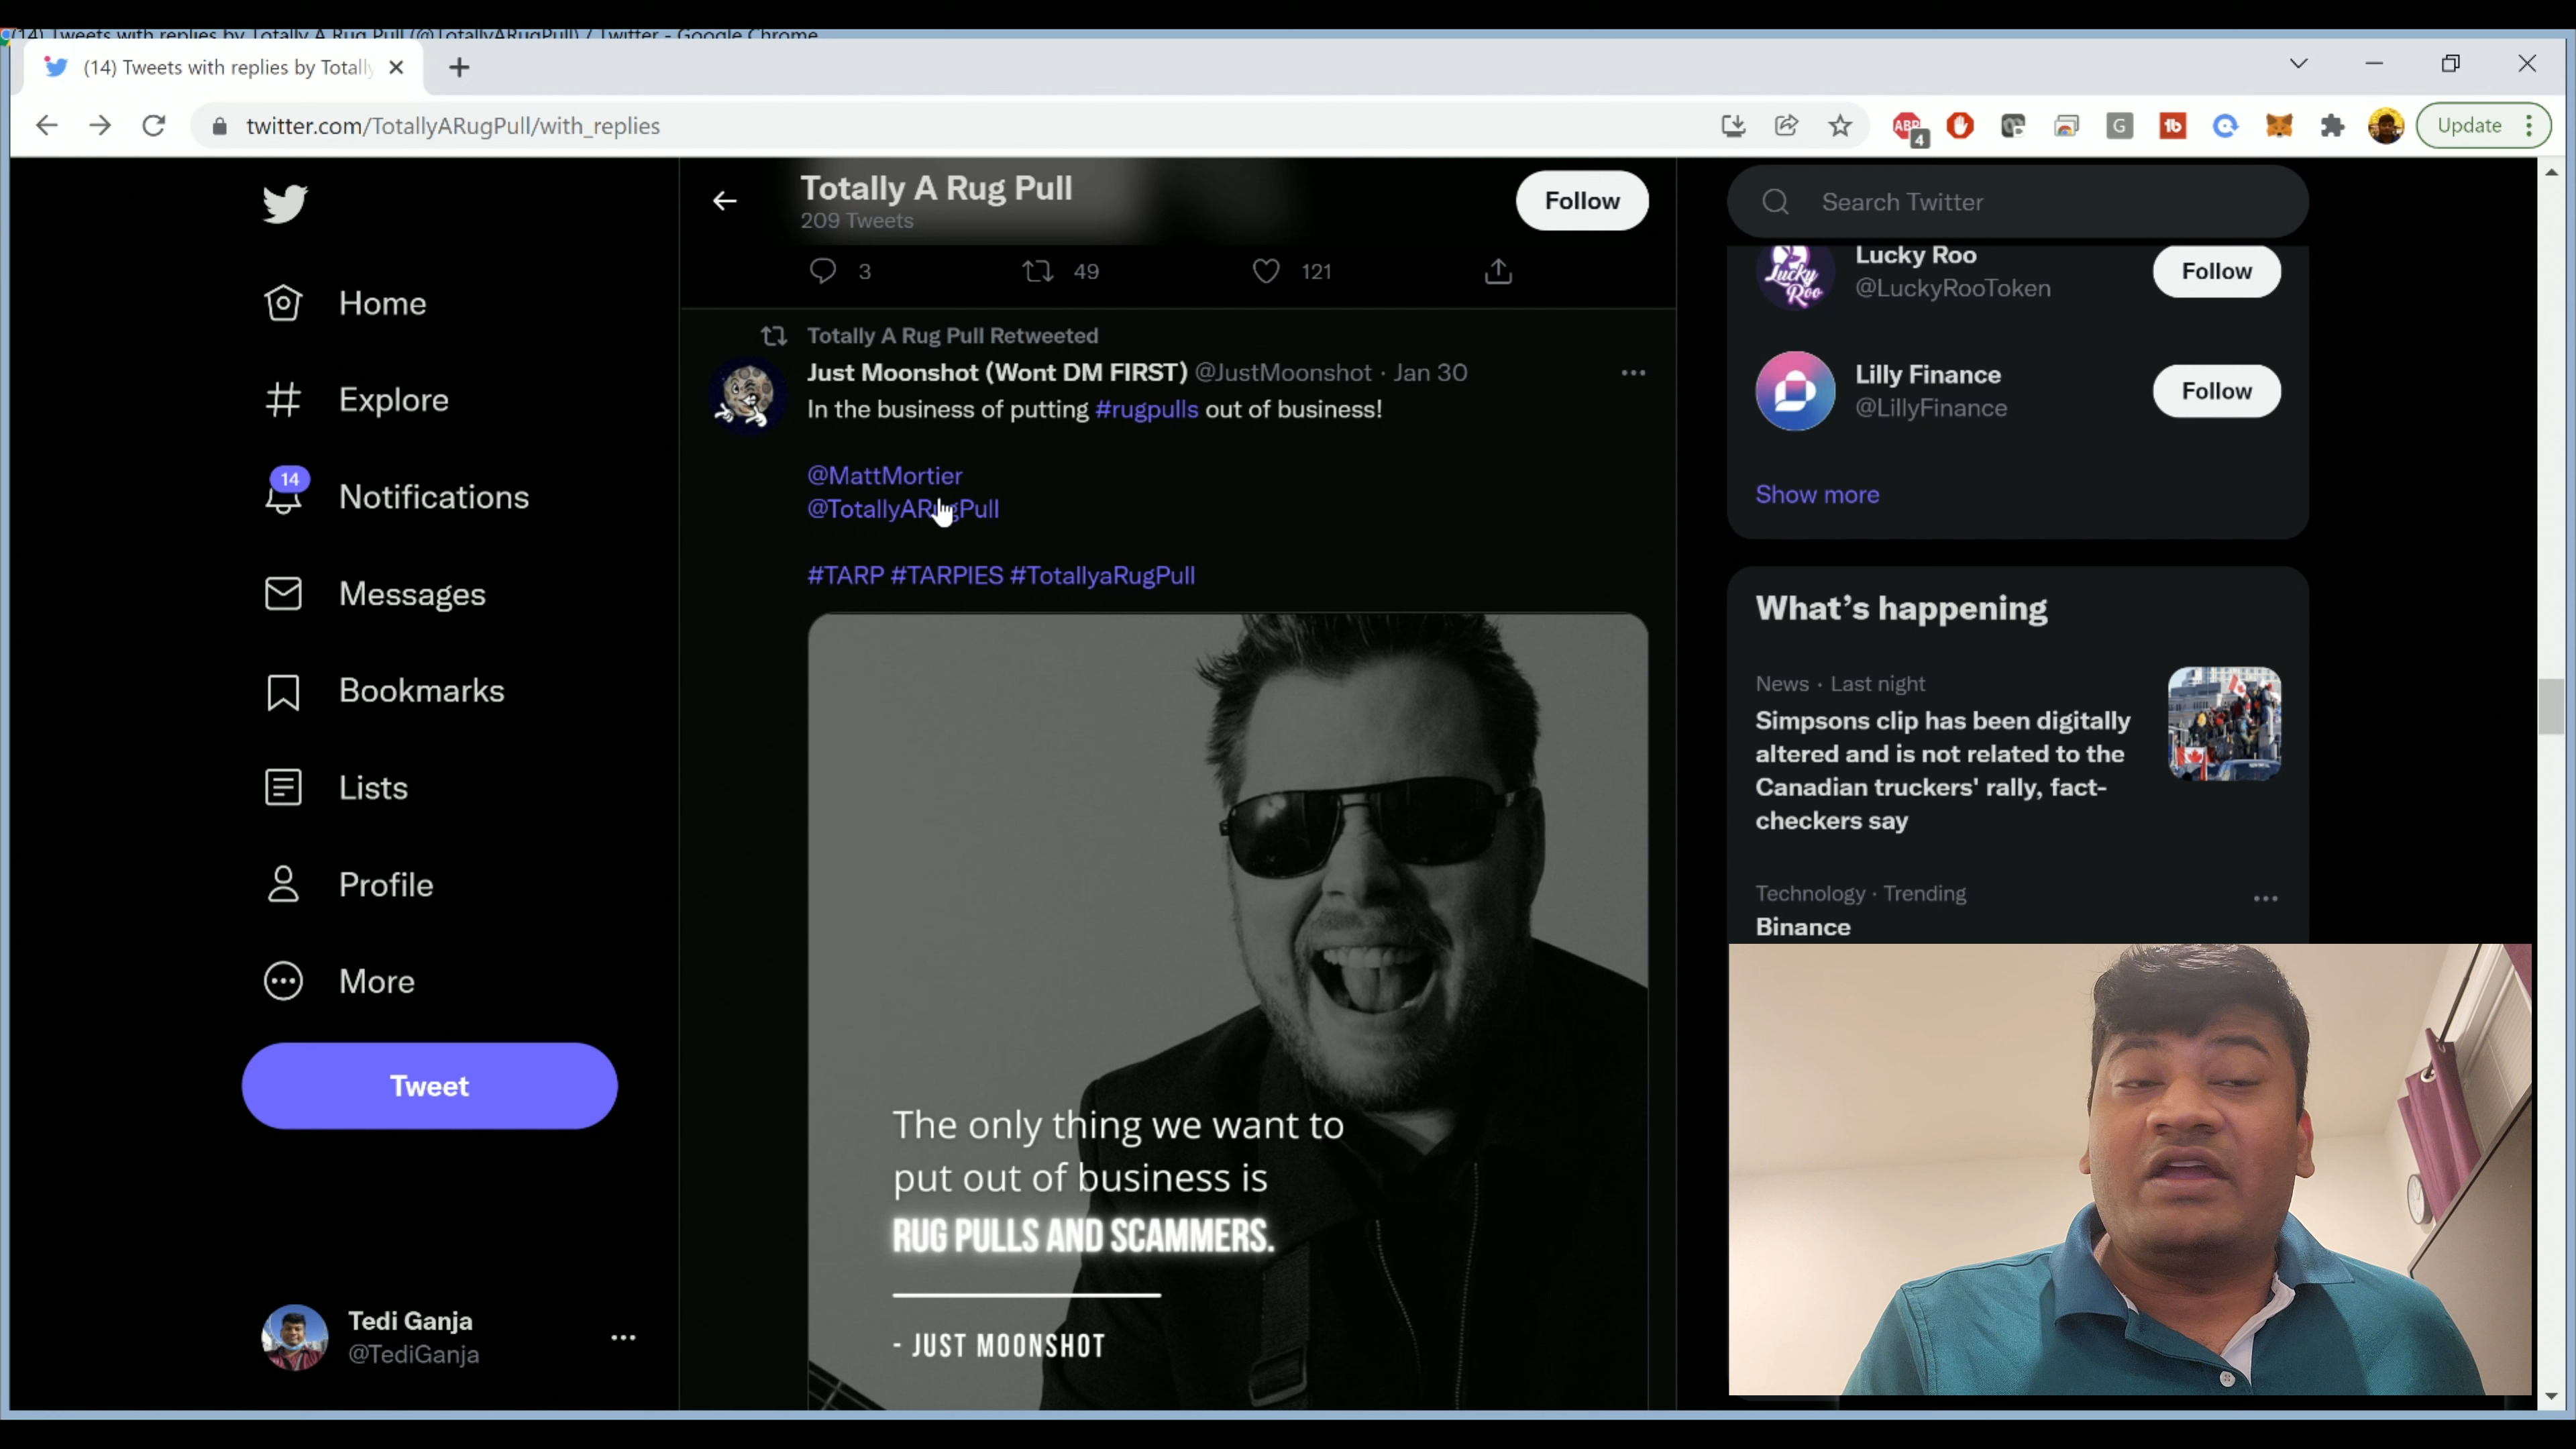 (14) Tweets with replies by Totally A Rug Pull (@TotallyARugPull) / Twitter - Google Chrome
(14) Tweets with replies by Totally
twitter.com/TotallyARugPull/with_replies
ABP
4
G
Update
Home
Explore
14
Notifications
Messages
Bookmarks
Lists
Profile
More
Tweet
Tedi Ganja
@TediGanja
Totally A Rug Pull
209 Tweets
Follow
3
49
121
Totally A Rug Pull Retweeted
Just Moonshot (Wont DM FIRST) @JustMoonshot · Jan 30
In the business of putting #rugpulls out of business!
@MattMortier
@TotallyARugPull
#TARP #TARPIES #TotallyaRugPull
The only thing we want to
put out of business is
RUG PULLS AND SCAMMERS.
- JUST MOONSHOT
Search Twitter
Lucky Roo
Lucky Roo
@LuckyRooToken
Follow
Lilly Finance
@LillyFinance
Follow
Show more
What's happening
News · Last night
Simpsons clip has been digitally
altered and is not related to the
Canadian truckers' rally, fact-
checkers say
Technology · Trending
Binance